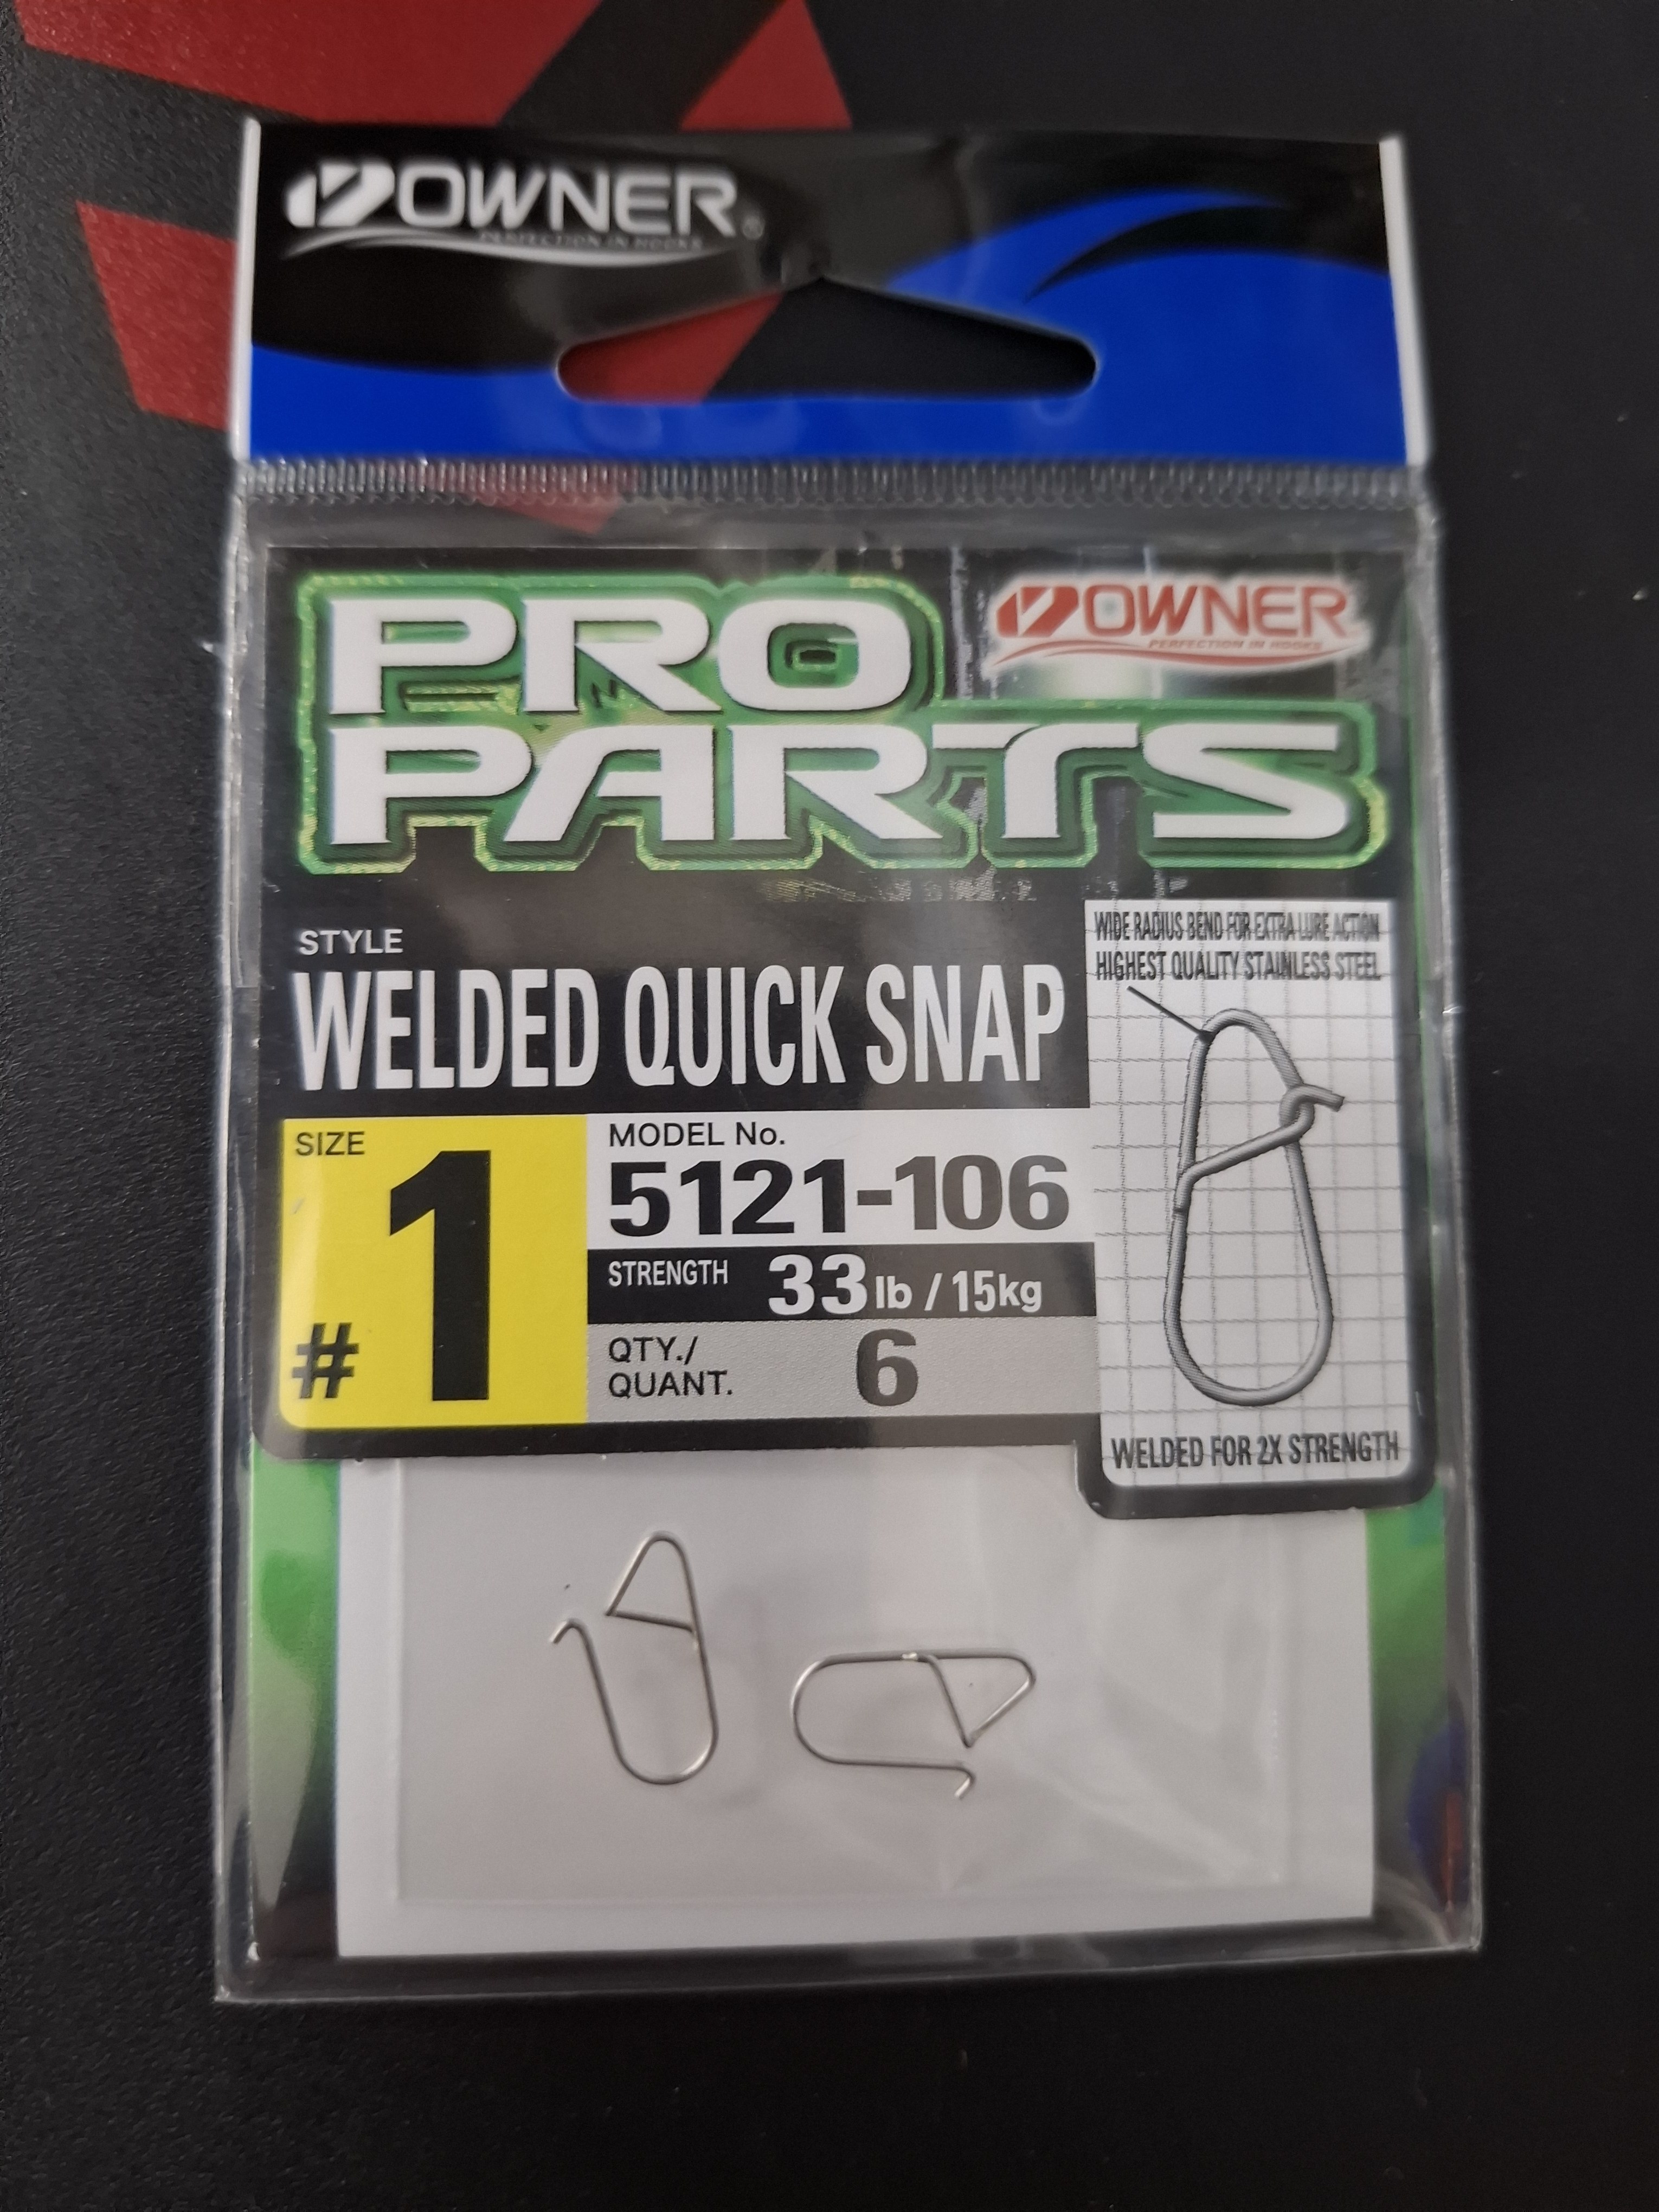 OWNER®
PERFECTION IN HOOKS
PRO
PARTS
OWNER
PERFECTION IN HOOKS
STYLE
WELDED QUICK SNAP
WIDE RADIUS BEND FOR EXTRA LURE ACTION
HIGHEST QUALITY STAINLESS STEEL
SIZE
#1
MODEL No.
5121-106
STRENGTH 33lb / 15kg
QTY./
QUANT.
6
WELDED FOR 2X STRENGTH